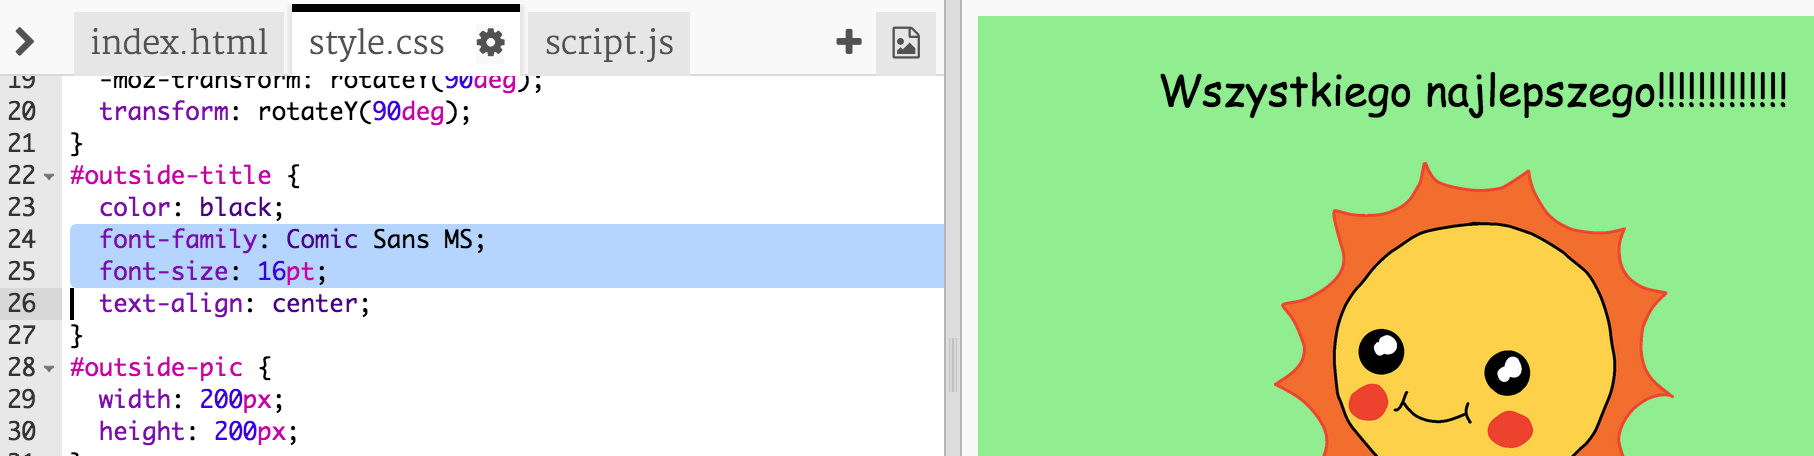 index.html style.css script.js
19 -moz-transform: rotateY(90deg);
20 transform: rotateY(90deg);
21 }
22 #outside-title {
23 color: black;
24 font-family: Comic Sans MS;
25 font-size: 16pt;
26 text-align: center;
27 }
28 #outside-pic {
29 width: 200px;
30 height: 200px;
Wszystkiego najlepszego!!!!!!!!!!!!!